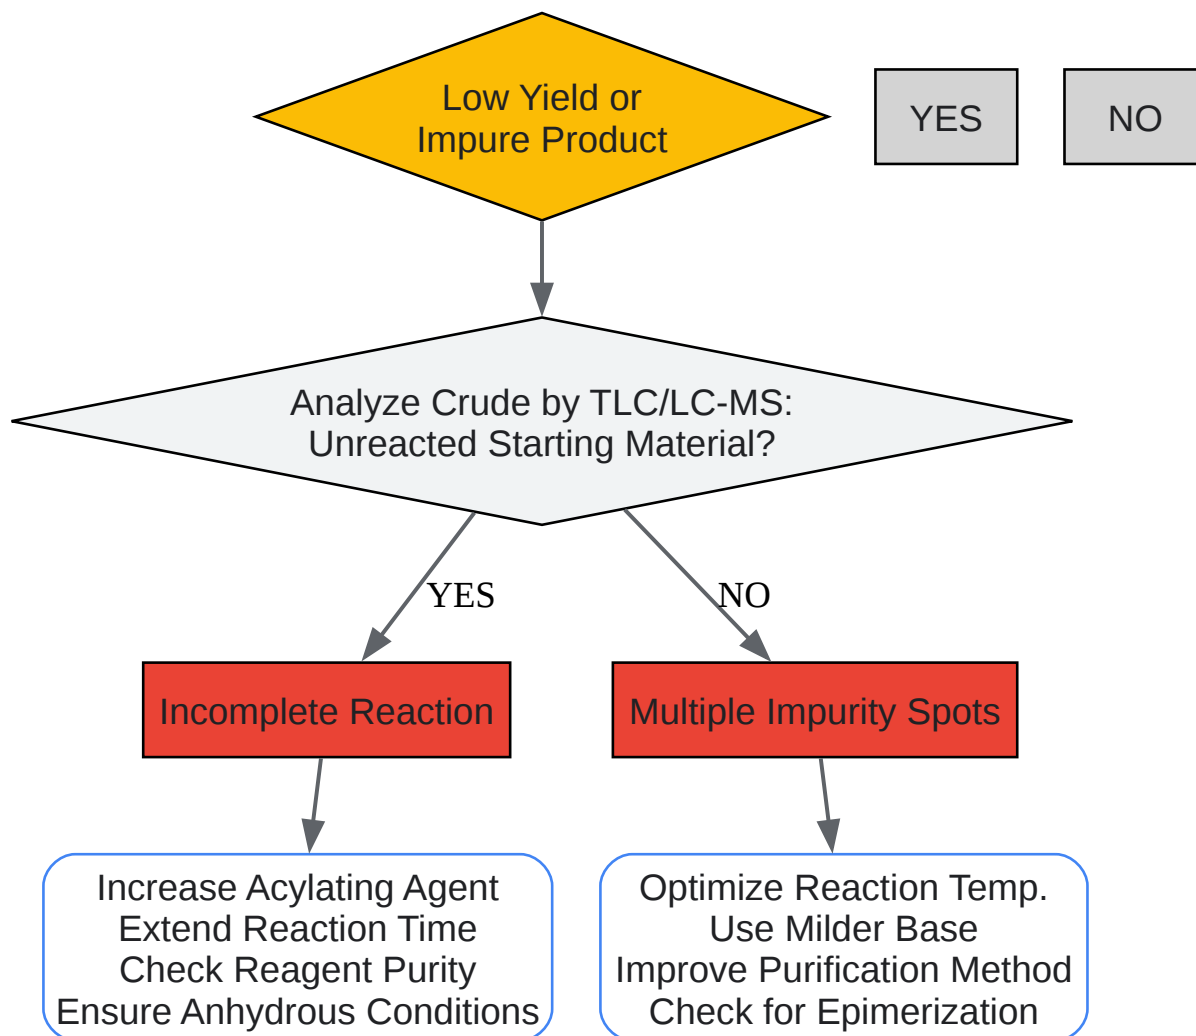 Low Yield or
Impure Product
YES
NO
Analyze Crude by TLC/LC-MS:
Unreacted Starting Material?
YES
NO
Incomplete Reaction
Multiple Impurity Spots
Increase Acylating Agent
Extend Reaction Time
Check Reagent Purity
Ensure Anhydrous Conditions
Optimize Reaction Temp.
Use Milder Base
Improve Purification Method
Check for Epimerization